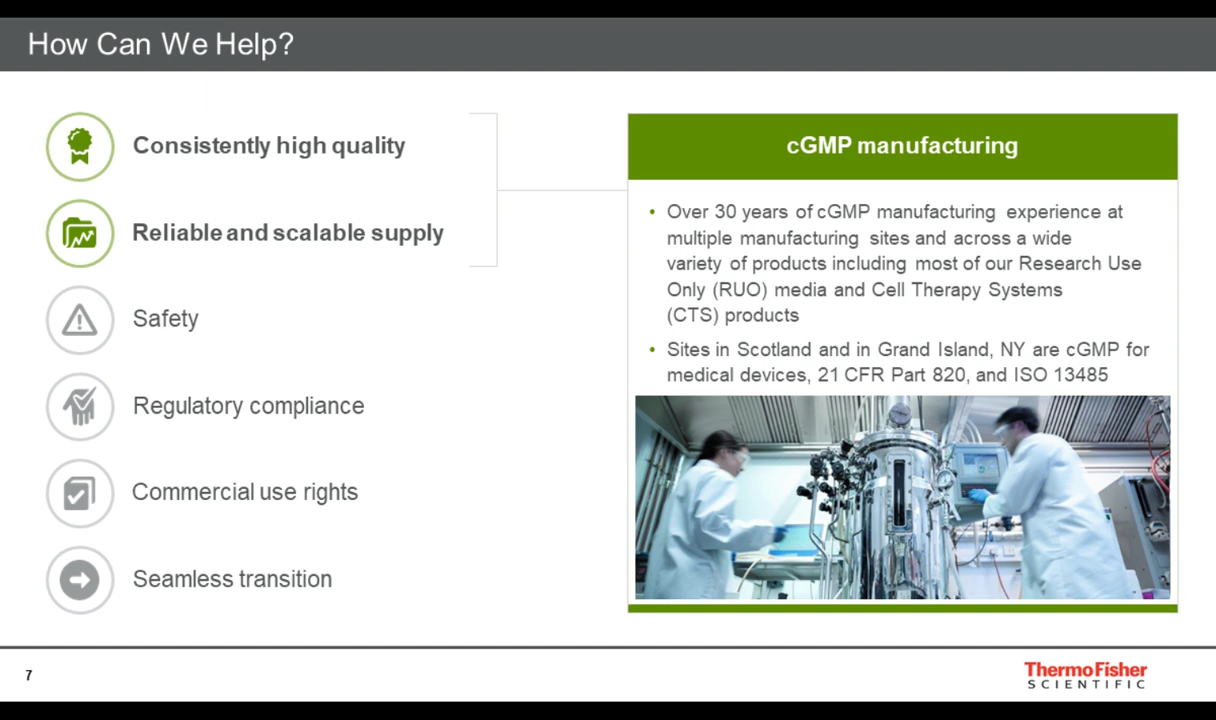 How Can We Help?
Consistently high quality
Reliable and scalable supply
Safety
Regulatory compliance
Commercial use rights
Seamless transition
cGMP manufacturing
• Over 30 years of cGMP manufacturing experience at
multiple manufacturing sites and across a wide
variety of products including most of our Research Use
Only (RUO) media and Cell Therapy Systems
(CTS) products
• Sites in Scotland and in Grand Island, NY are cGMP for
medical devices, 21 CFR Part 820, and ISO 13485
7
ThermoFisher
SCIENTIFIC